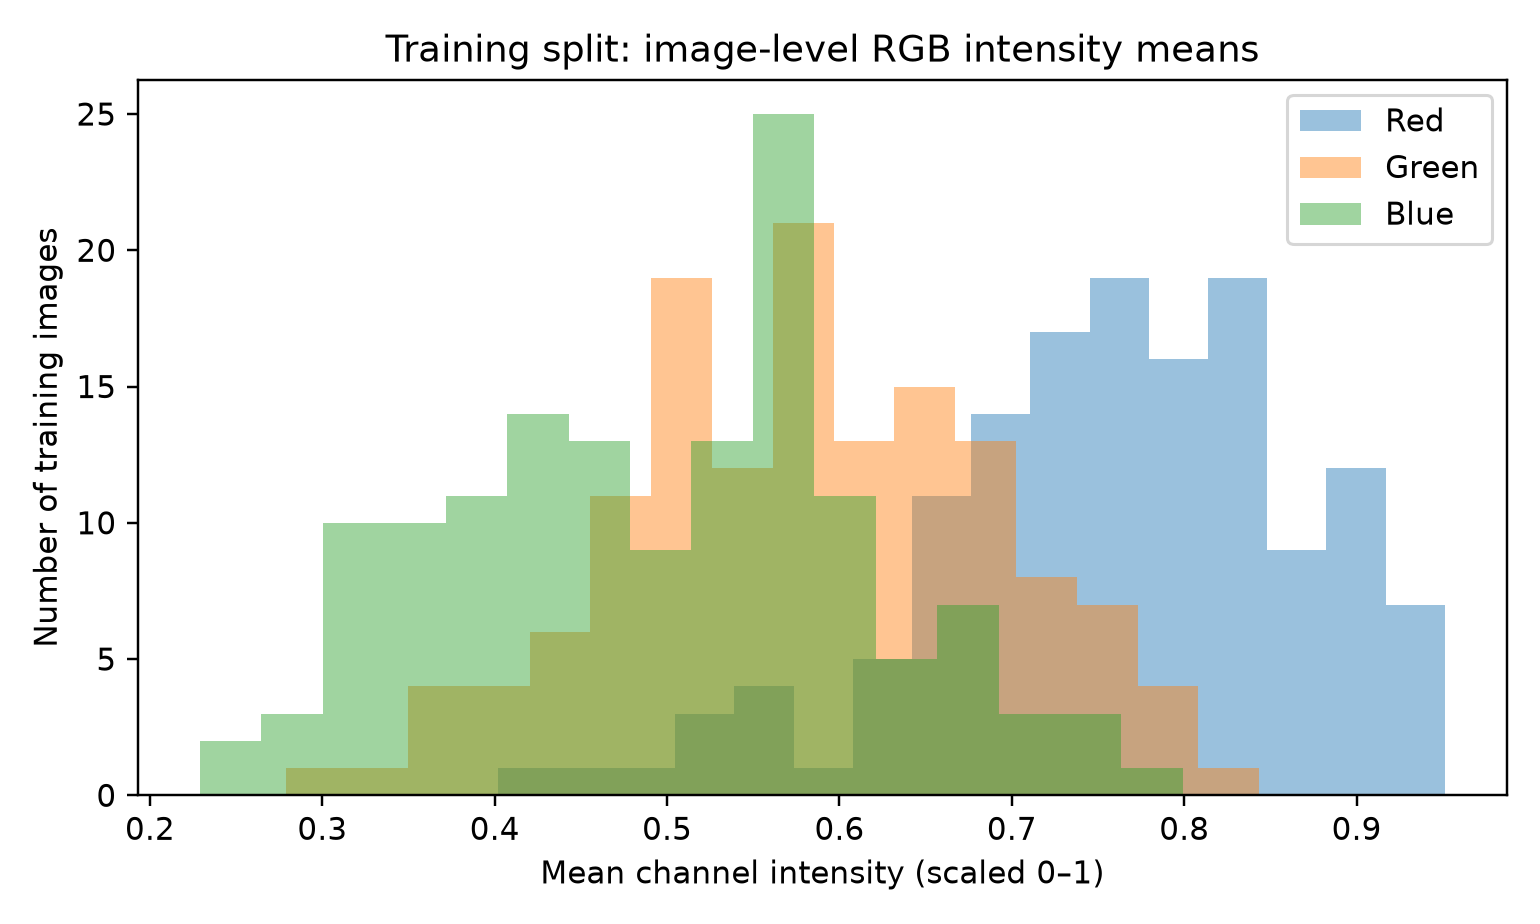 Training split: image-level RGB intensity means
Red
Green
Blue
Number of training images
25
20
15
10
5
0
0.2 0.3 0.4 0.5 0.6 0.7 0.8 0.9
Mean channel intensity (scaled 0–1)